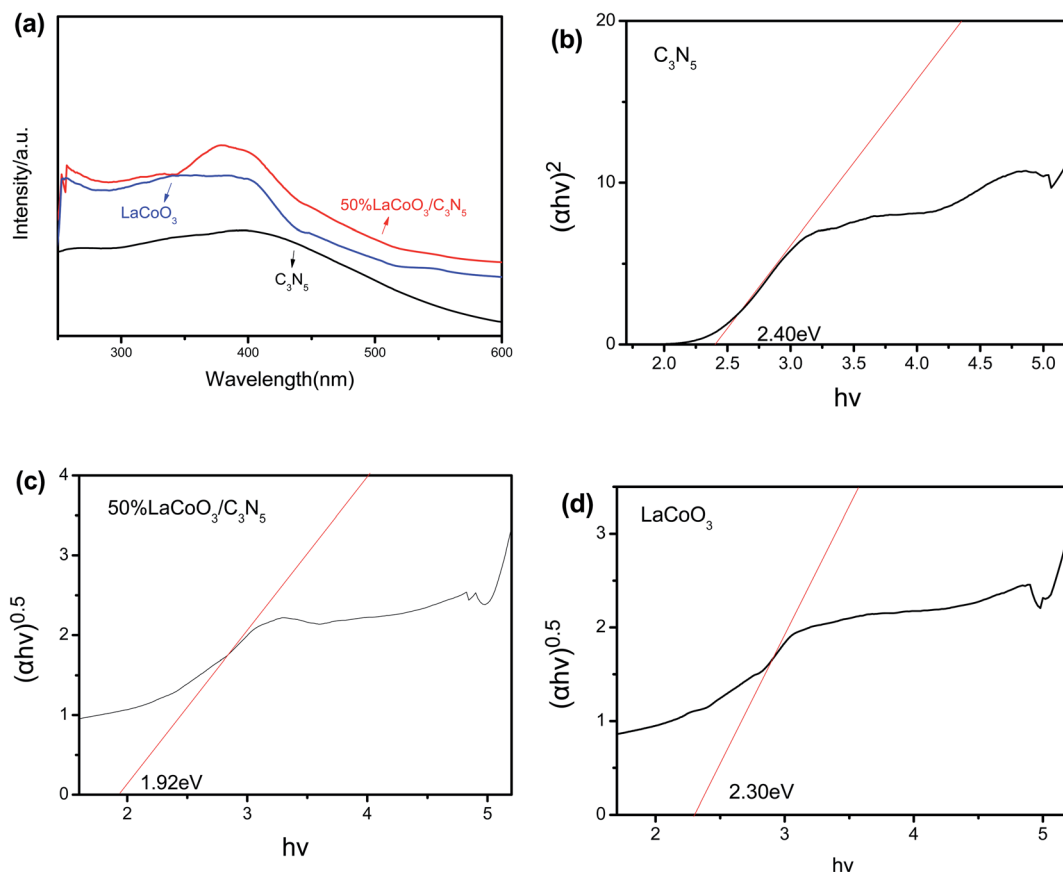 (a)
Intensity/a.u.
LaCoO₃
50%LaCoO₃/C₃N₅
C₃N₅
300
400
500
600
Wavelength(nm)
(b)
C₃N₅
(αhv)²
20
10
0
2.40eV
1.5
2.0
2.5
3.0
3.5
4.0
4.5
5.0
hv
(c)
50%LaCoO₃/C₃N₅
(αhv)⁰·⁵
4
3
2
1
0
1.92eV
2
3
4
5
hv
(d)
LaCoO₃
(αhv)⁰·⁵
3
2
1
0
2.30eV
2
3
4
5
hv